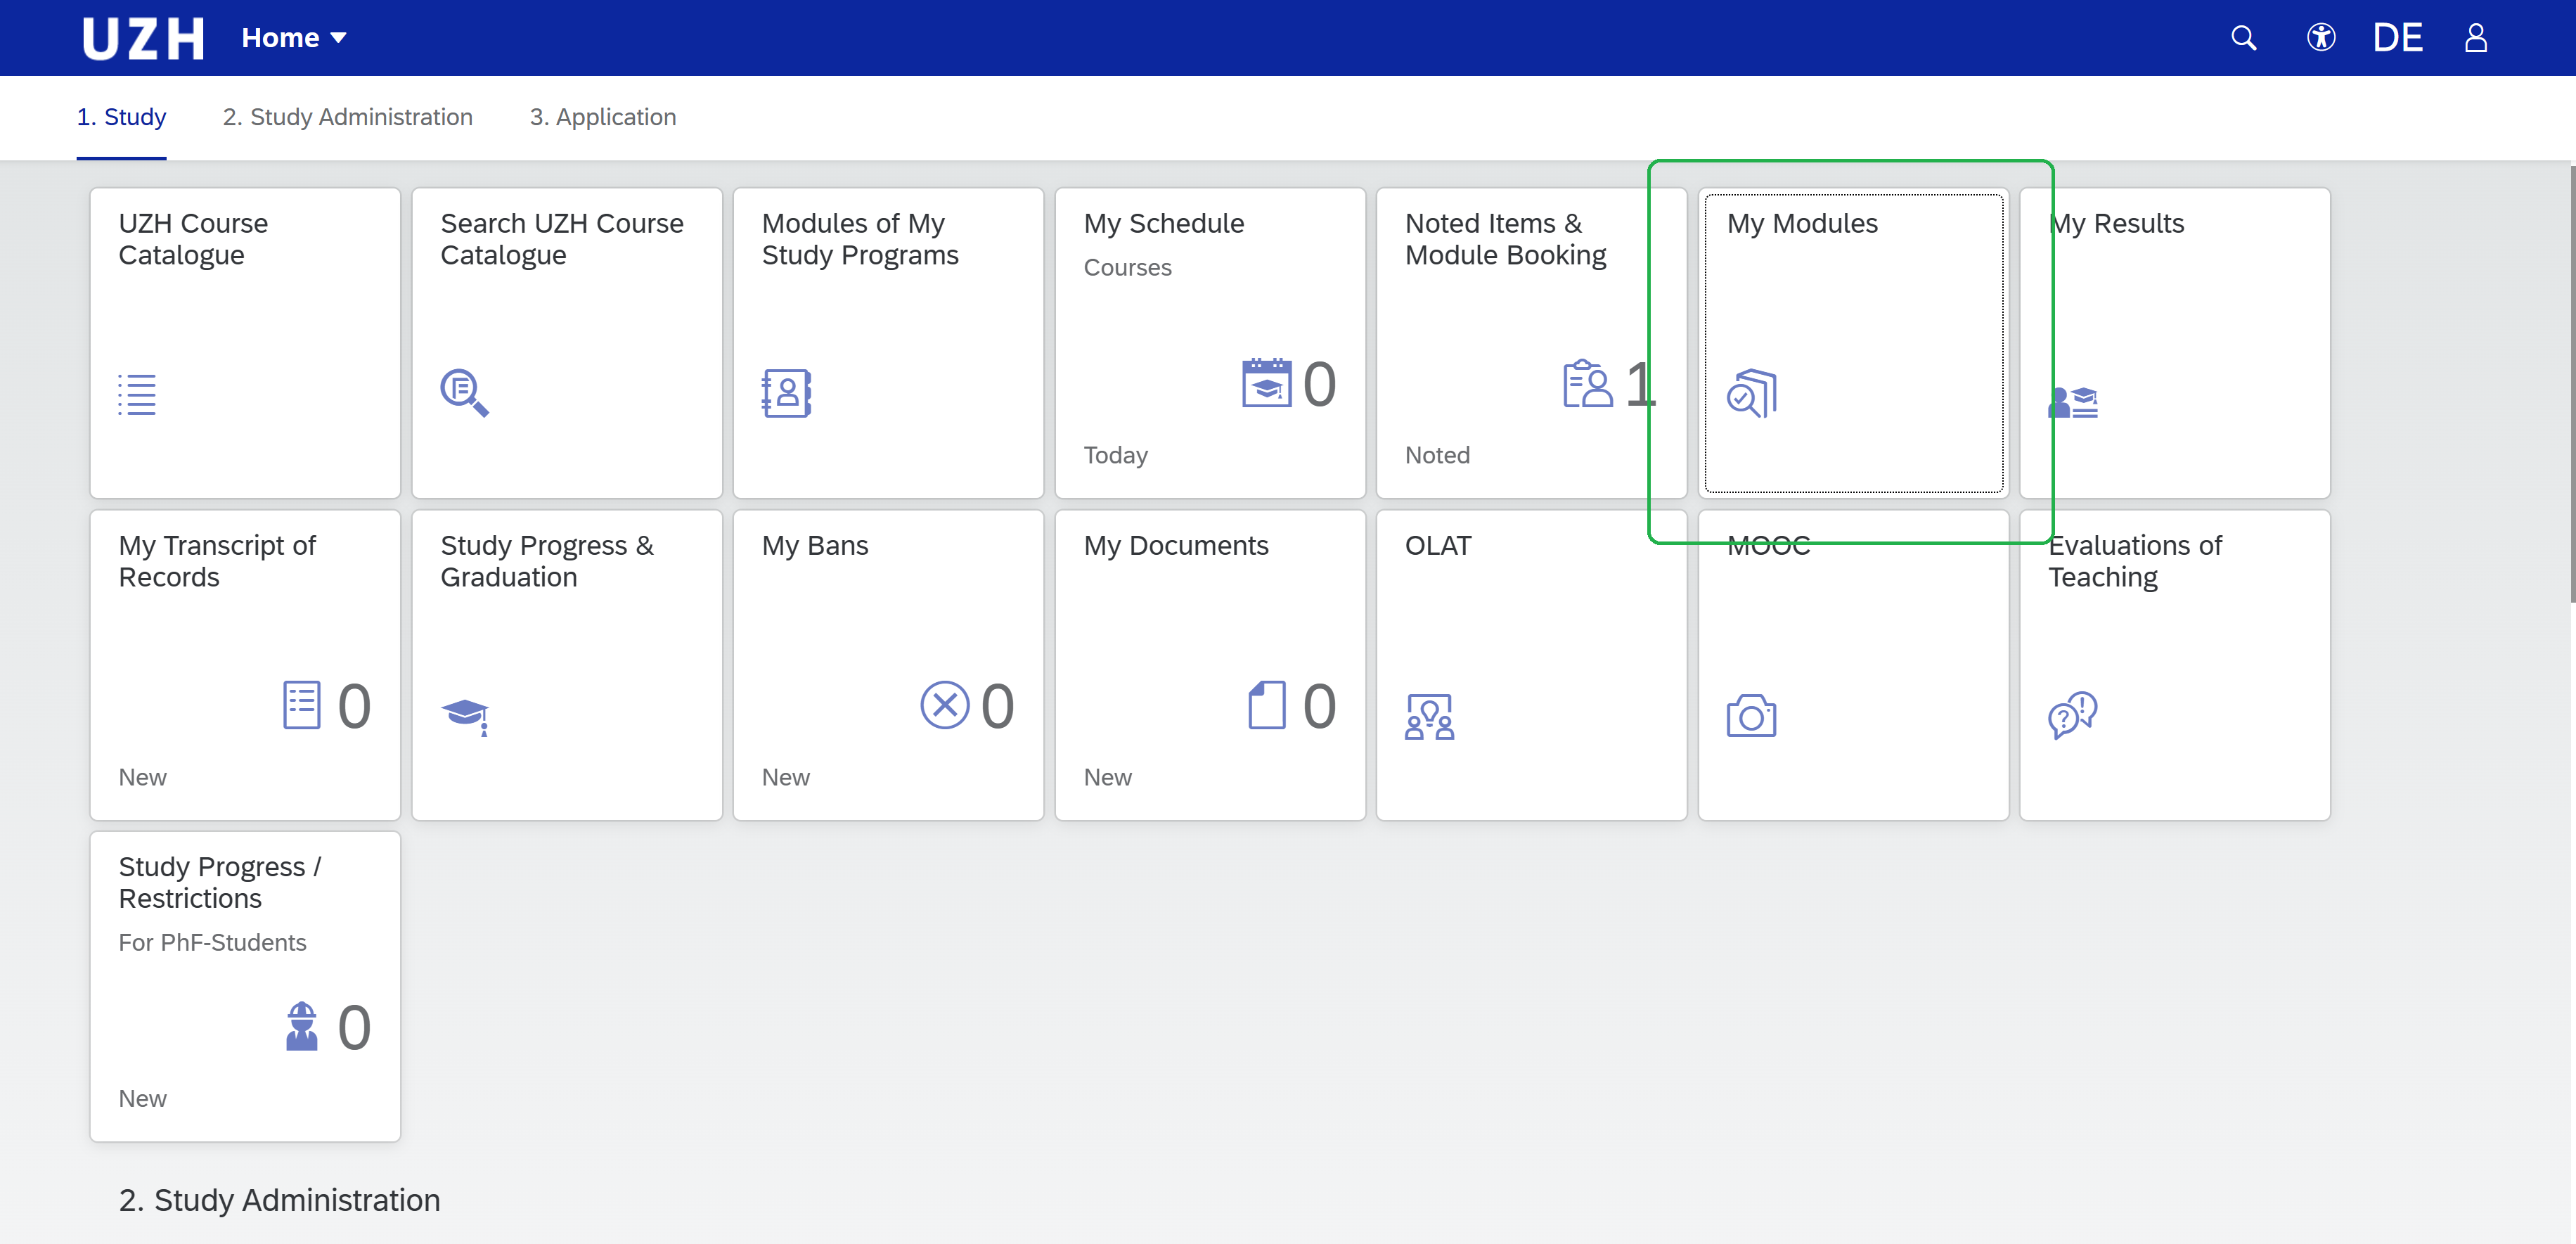 UZH Home DE
1. Study 2. Study Administration 3. Application
UZH Course
Catalogue
Search UZH Course
Catalogue
Modules of My
Study Programs
My Schedule
Courses
0
Today
Noted Items &
Module Booking
1
Noted
My Modules
My Results
My Transcript of
Records
0
New
Study Progress &
Graduation
My Bans
0
New
My Documents
0
New
OLAT
MOOC
Evaluations of
Teaching
Study Progress /
Restrictions
For PhF-Students
0
New
2. Study Administration